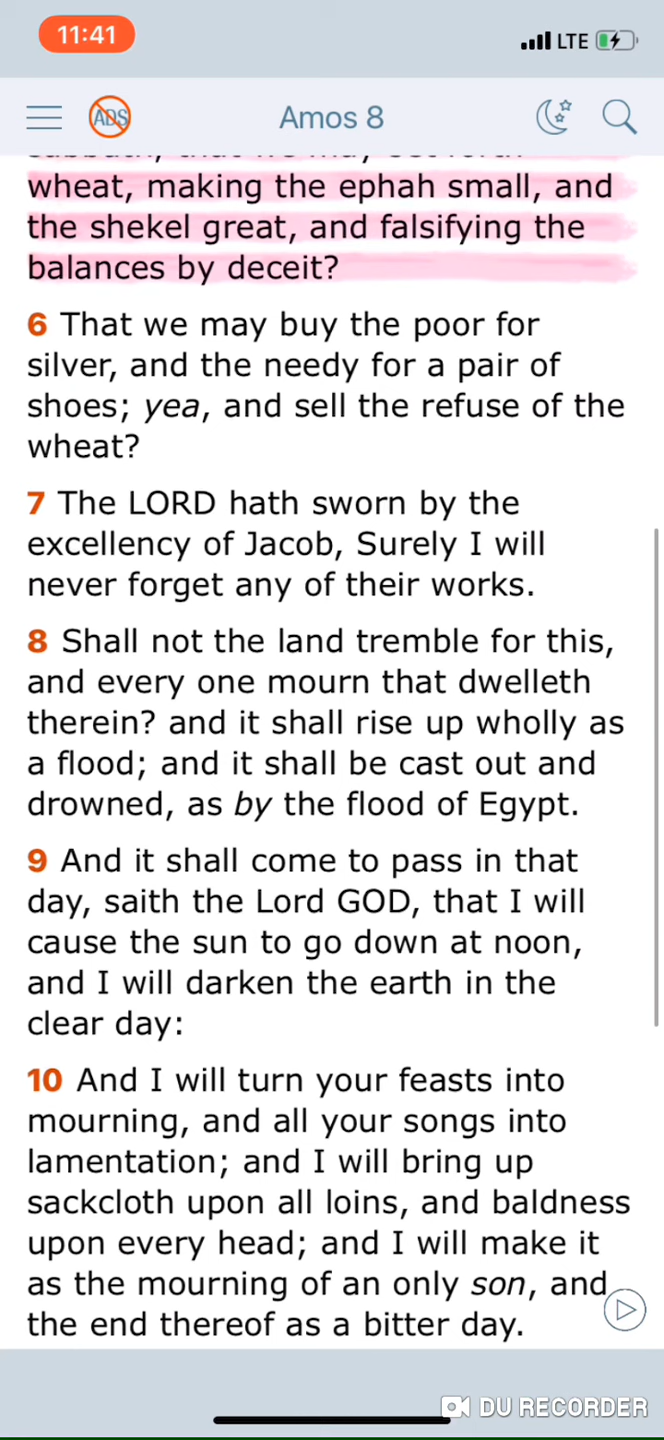 11:41
LTE
ADS
Amos 8
wheat, making the ephah small, and
the shekel great, and falsifying the
balances by deceit?
6 That we may buy the poor for
silver, and the needy for a pair of
shoes; yea, and sell the refuse of the
wheat?
7 The LORD hath sworn by the
excellency of Jacob, Surely I will
never forget any of their works.
8 Shall not the land tremble for this,
and every one mourn that dwelleth
therein? and it shall rise up wholly as
a flood; and it shall be cast out and
drowned, as by the flood of Egypt.
9 And it shall come to pass in that
day, saith the Lord GOD, that I will
cause the sun to go down at noon,
and I will darken the earth in the
clear day:
10 And I will turn your feasts into
mourning, and all your songs into
lamentation; and I will bring up
sackcloth upon all loins, and baldness
upon every head; and I will make it
as the mourning of an only son, and
the end thereof as a bitter day.
DU RECORDER